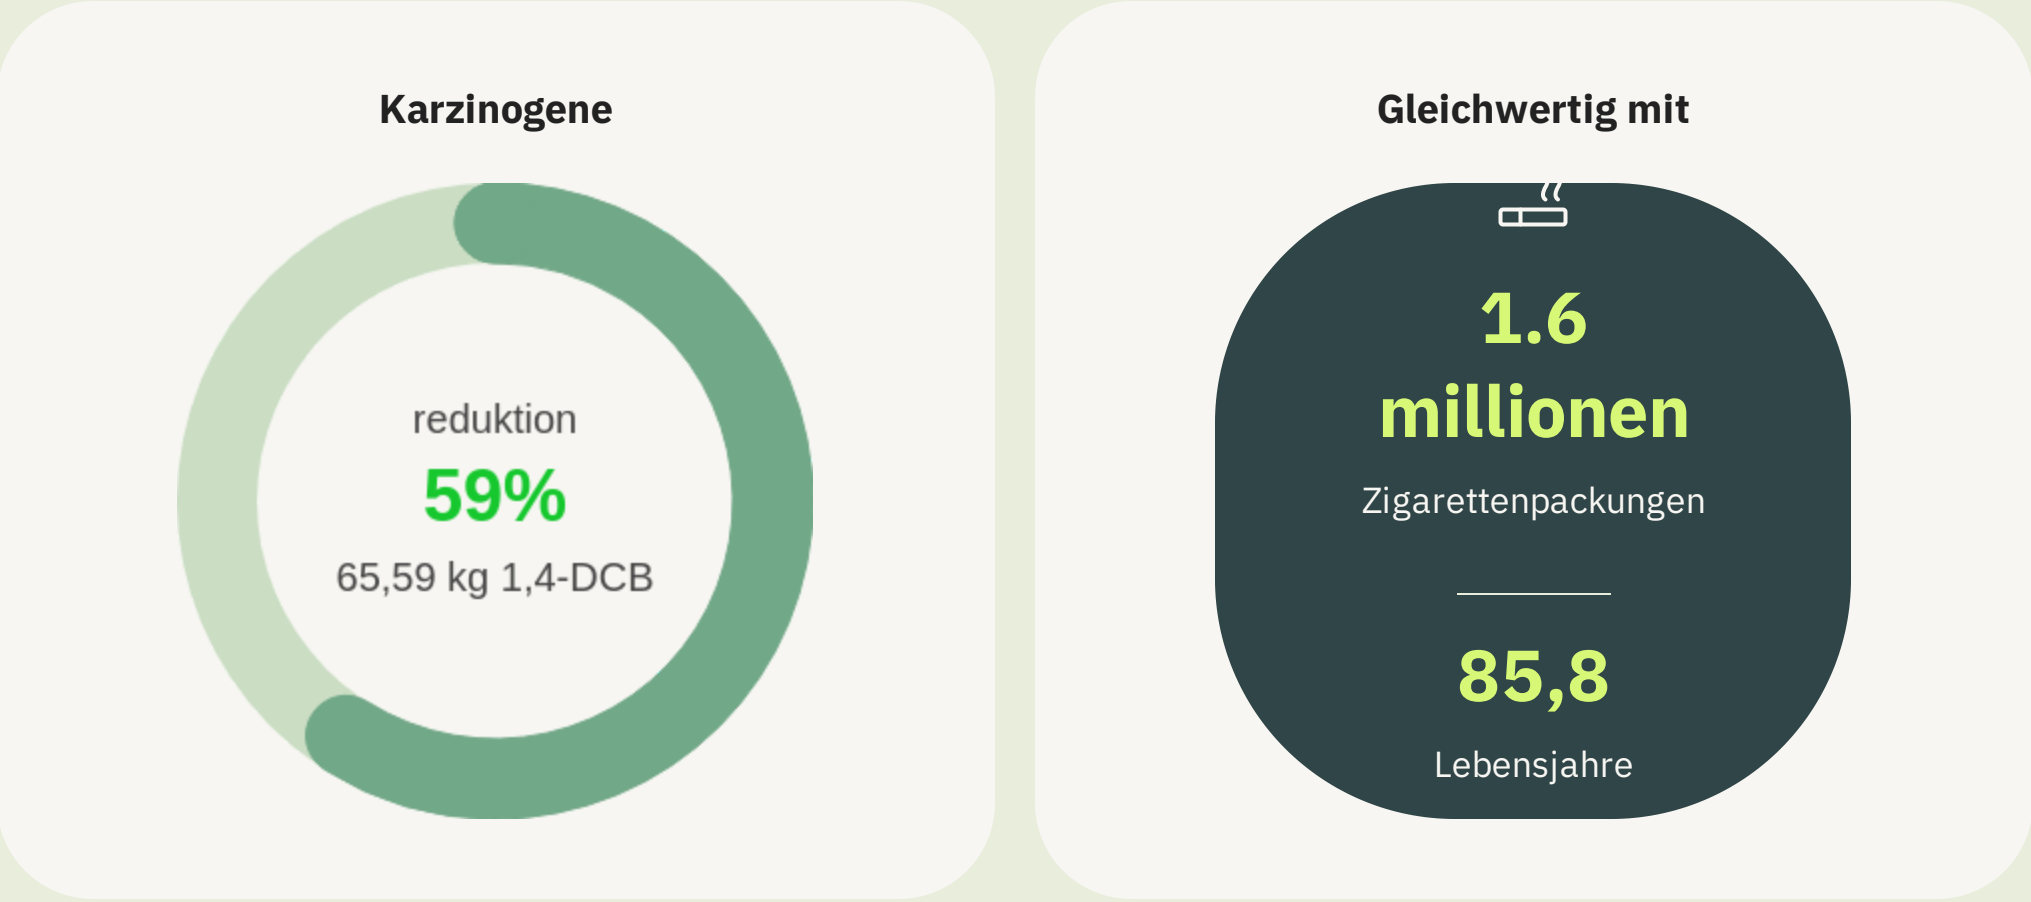 Karzinogene
reduktion
59%
65,59 kg 1,4-DCB
Gleichwertig mit
1.6
millionen
Zigarettenpackungen
85,8
Lebensjahre